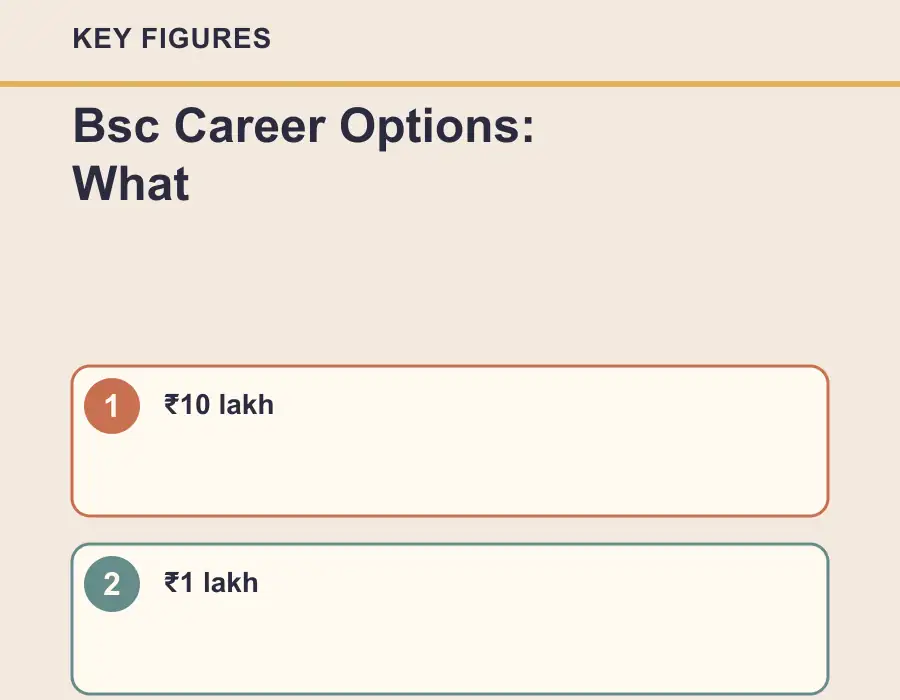 KEY FIGURES
Bsc Career Options:
What
1
₹10 lakh
2
₹1 lakh